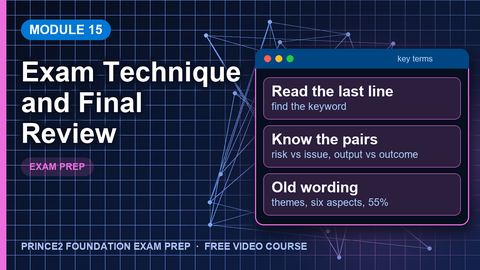 MODULE 15
Exam Technique
and Final
Review
EXAM PREP
key terms
Read the last line
find the keyword
Know the pairs
risk vs issue, output vs outcome
Old wording
themes, six aspects, 55%
PRINCE2 FOUNDATION EXAM PREP · FREE VIDEO COURSE